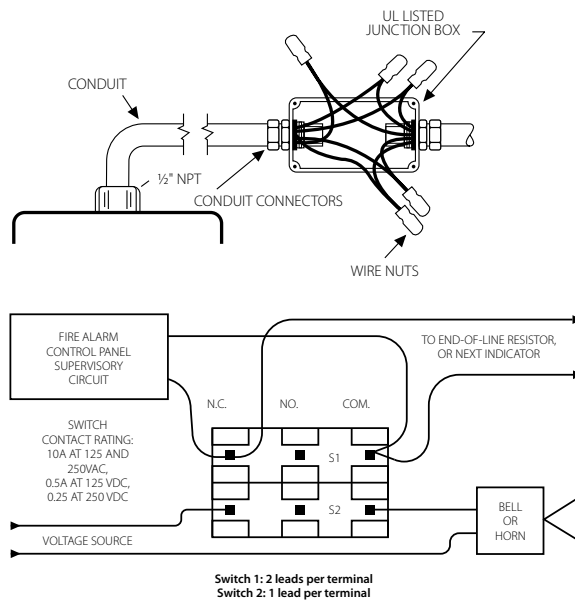 UL LISTED
JUNCTION BOX
CONDUIT
½" NPT
CONDUIT CONNECTORS
WIRE NUTS
FIRE ALARM
CONTROL PANEL
SUPERVISORY
CIRCUIT
TO END-OF-LINE RESISTOR,
OR NEXT INDICATOR
N.C.
NO.
COM.
SWITCH
CONTACT RATING:
10A AT 125 AND
250VAC,
0.5A AT 125 VDC,
0.25 AT 250 VDC
S1
S2
BELL
OR
HORN
VOLTAGE SOURCE
Switch 1: 2 leads per terminal
Switch 2: 1 lead per terminal